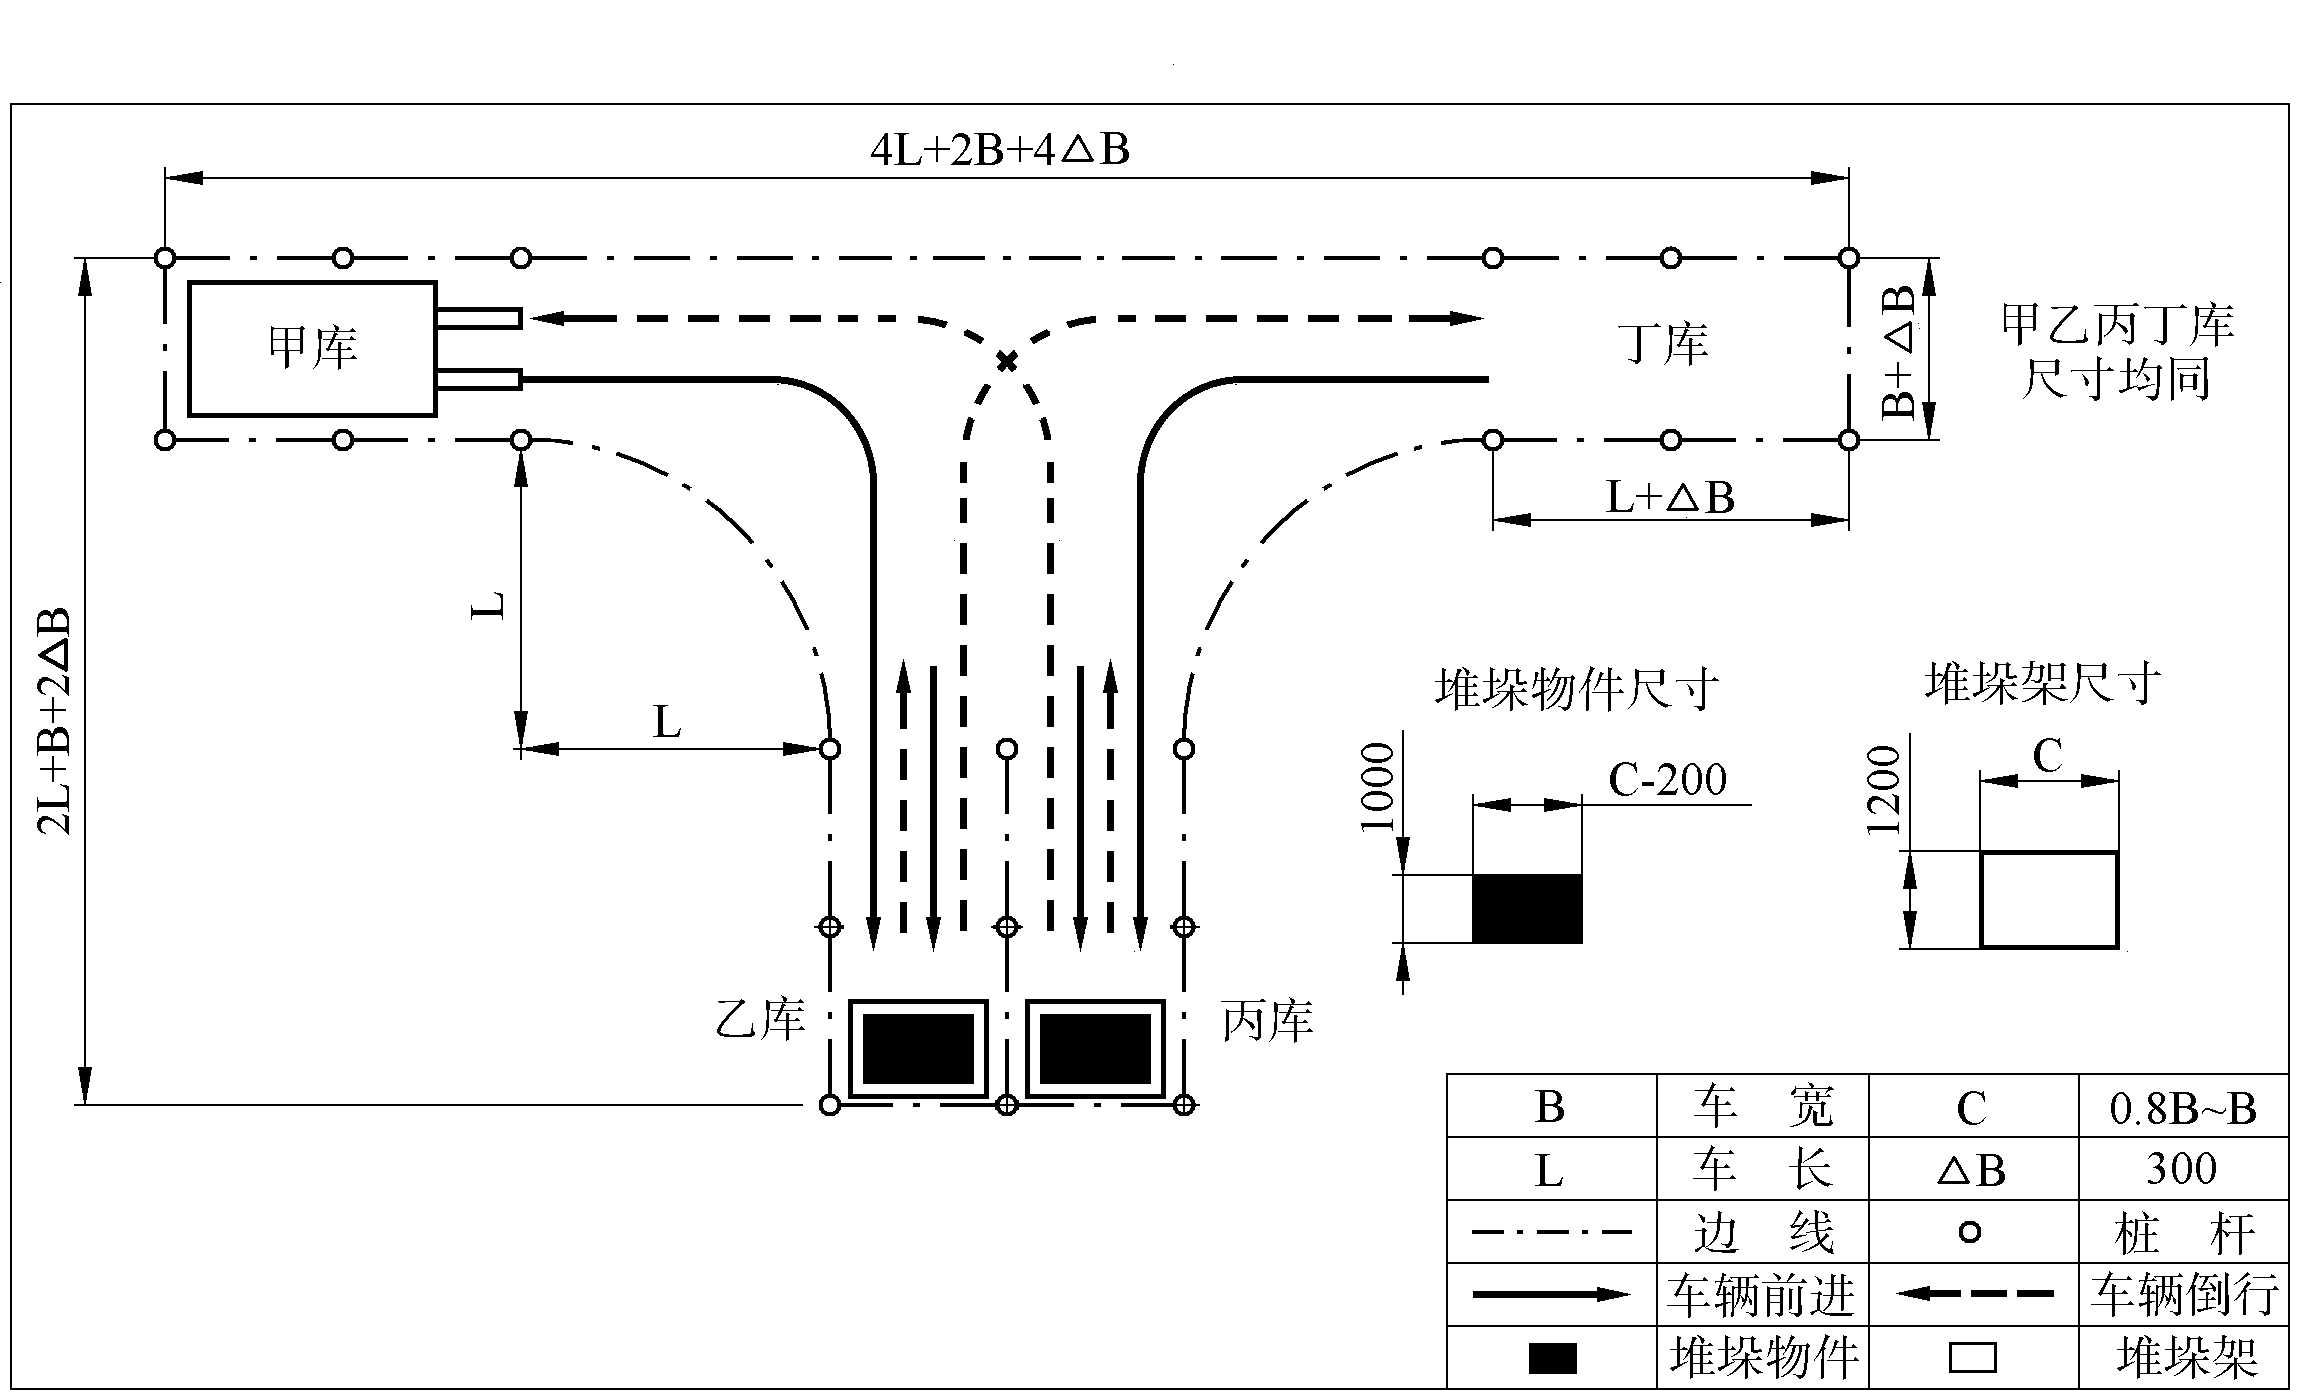 4L+2B+4△B
甲库
丁库
B+△B
甲乙丙丁库
尺寸均同
L+△B
L
L
2L+B+2△B
堆垛物件尺寸
堆垛架尺寸
1000
C-200
1200
C
乙库
丙库
B 车 宽 C 0.8B~B
L 车 长 △B 300
边 线 桩 杆
车辆前进 车辆倒行
堆垛物件 堆垛架